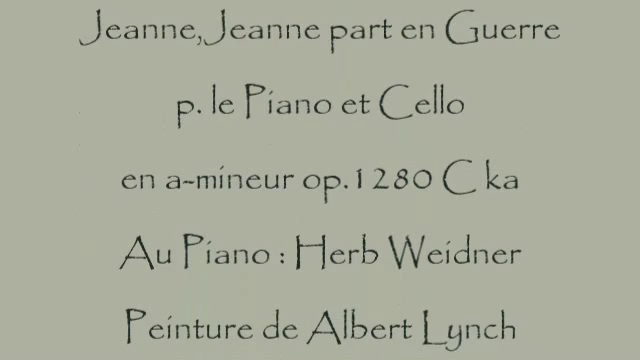 Jeanne,Jeanne part en Guerre
p. le Piano et Cello
en a-mineur op.1280 C ka
Au Piano : Herb Weidner
Peinture de Albert Lynch